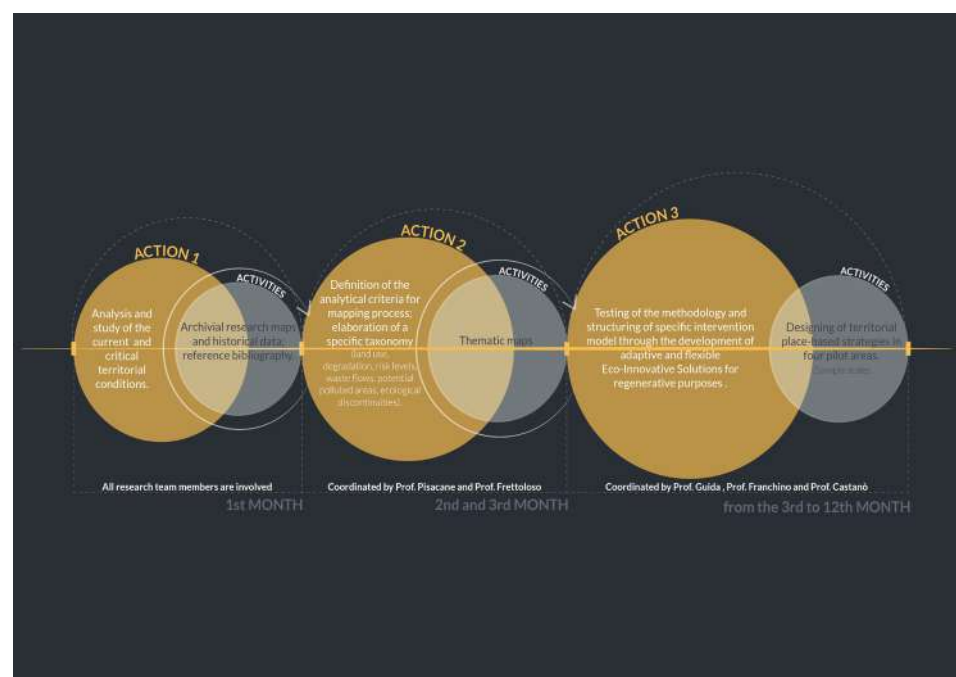 ACTION 1
ACTIVITIES
Analysis and
study of the
current and
critical
territorial
conditions.
Archivial research maps
and historical data;
reference bibliography.
All research team members are involved
1st MONTH
ACTION 2
ACTIVITIES
Definition of the
analytical criteria for
mapping process;
elaboration of a
specific taxonomy
(land use,
degradation, risk levels,
waste flows, potential
polluted areas, ecological
discontinuities).
Thematic maps
Coordinated by Prof. Pisacane and Prof. Frettoloso
2nd and 3rd MONTH
ACTION 3
ACTIVITIES
Testing of the methodology and
structuring of specific intervention
model through the development of
adaptive and flexible
Eco-Innovative Solutions for
regenerative purposes .
Designing of territorial
place-based strategies in
four pilot areas.
Coordinated by Prof. Guida , Prof. Franchino and Prof. Castanò
from the 3rd to 12th MONTH